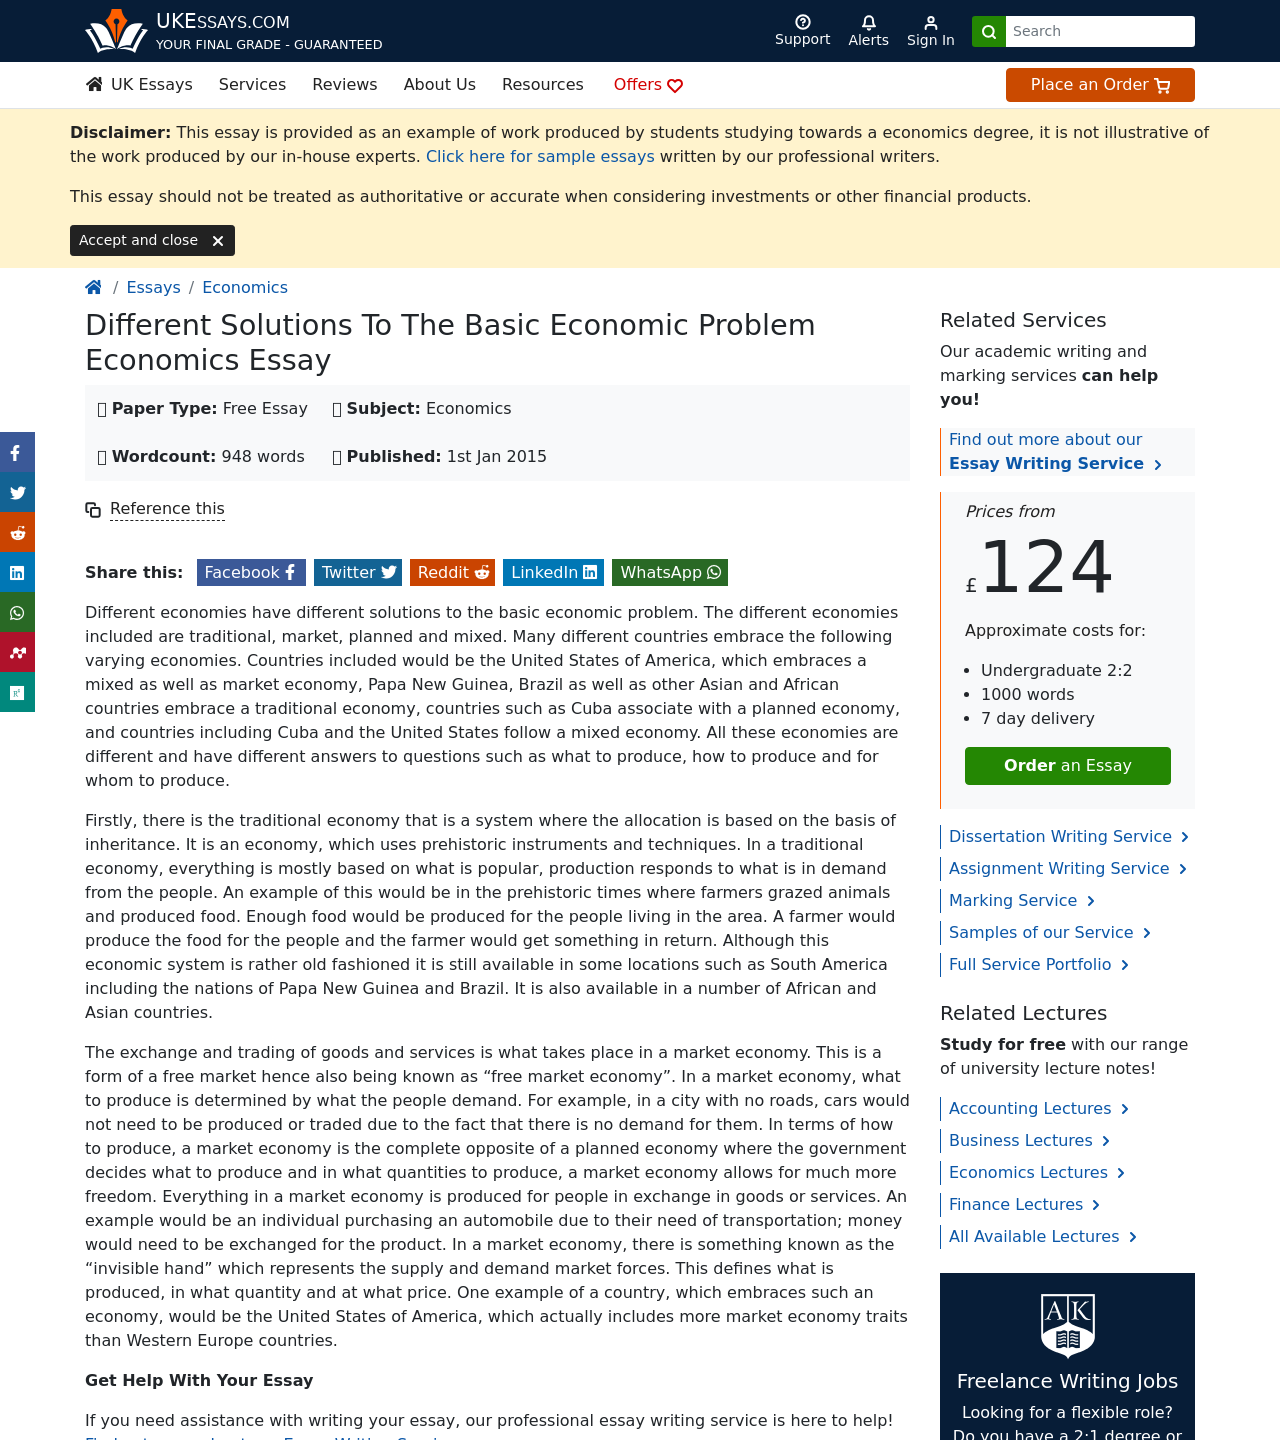 UKESSAYS.COM
YOUR FINAL GRADE - GUARANTEED
Support
Alerts
Sign In
Search
UK Essays
Services
Reviews
About Us
Resources
Offers
Place an Order
Disclaimer: This essay is provided as an example of work produced by students studying towards a economics degree, it is not illustrative of
the work produced by our in-house experts. Click here for sample essays written by our professional writers.
This essay should not be treated as authoritative or accurate when considering investments or other financial products.
Accept and close
/ Essays / Economics
Different Solutions To The Basic Economic Problem
Economics Essay
Paper Type: Free Essay
Subject: Economics
Wordcount: 948 words
Published: 1st Jan 2015
Reference this
Share this: Facebook Twitter Reddit LinkedIn WhatsApp
Different economies have different solutions to the basic economic problem. The different economies
included are traditional, market, planned and mixed. Many different countries embrace the following
varying economies. Countries included would be the United States of America, which embraces a
mixed as well as market economy, Papa New Guinea, Brazil as well as other Asian and African
countries embrace a traditional economy, countries such as Cuba associate with a planned economy,
and countries including Cuba and the United States follow a mixed economy. All these economies are
different and have different answers to questions such as what to produce, how to produce and for
whom to produce.
Firstly, there is the traditional economy that is a system where the allocation is based on the basis of
inheritance. It is an economy, which uses prehistoric instruments and techniques. In a traditional
economy, everything is mostly based on what is popular, production responds to what is in demand
from the people. An example of this would be in the prehistoric times where farmers grazed animals
and produced food. Enough food would be produced for the people living in the area. A farmer would
produce the food for the people and the farmer would get something in return. Although this
economic system is rather old fashioned it is still available in some locations such as South America
including the nations of Papa New Guinea and Brazil. It is also available in a number of African and
Asian countries.
The exchange and trading of goods and services is what takes place in a market economy. This is a
form of a free market hence also being known as “free market economy”. In a market economy, what
to produce is determined by what the people demand. For example, in a city with no roads, cars would
not need to be produced or traded due to the fact that there is no demand for them. In terms of how
to produce, a market economy is the complete opposite of a planned economy where the government
decides what to produce and in what quantities to produce, a market economy allows for much more
freedom. Everything in a market economy is produced for people in exchange in goods or services. An
example would be an individual purchasing an automobile due to their need of transportation; money
would need to be exchanged for the product. In a market economy, there is something known as the
“invisible hand” which represents the supply and demand market forces. This defines what is
produced, in what quantity and at what price. One example of a country, which embraces such an
economy, would be the United States of America, which actually includes more market economy traits
than Western Europe countries.
Get Help With Your Essay
If you need assistance with writing your essay, our professional essay writing service is here to help!
Related Services
Our academic writing and
marking services can help
you!
Find out more about our
Essay Writing Service
Prices from
£124
Approximate costs for:
• Undergraduate 2:2
• 1000 words
• 7 day delivery
Order an Essay
Dissertation Writing Service
Assignment Writing Service
Marking Service
Samples of our Service
Full Service Portfolio
Related Lectures
Study for free with our range
of university lecture notes!
Accounting Lectures
Business Lectures
Economics Lectures
Finance Lectures
All Available Lectures
AK
Freelance Writing Jobs
Looking for a flexible role?
Do you have a 2:1 degree or